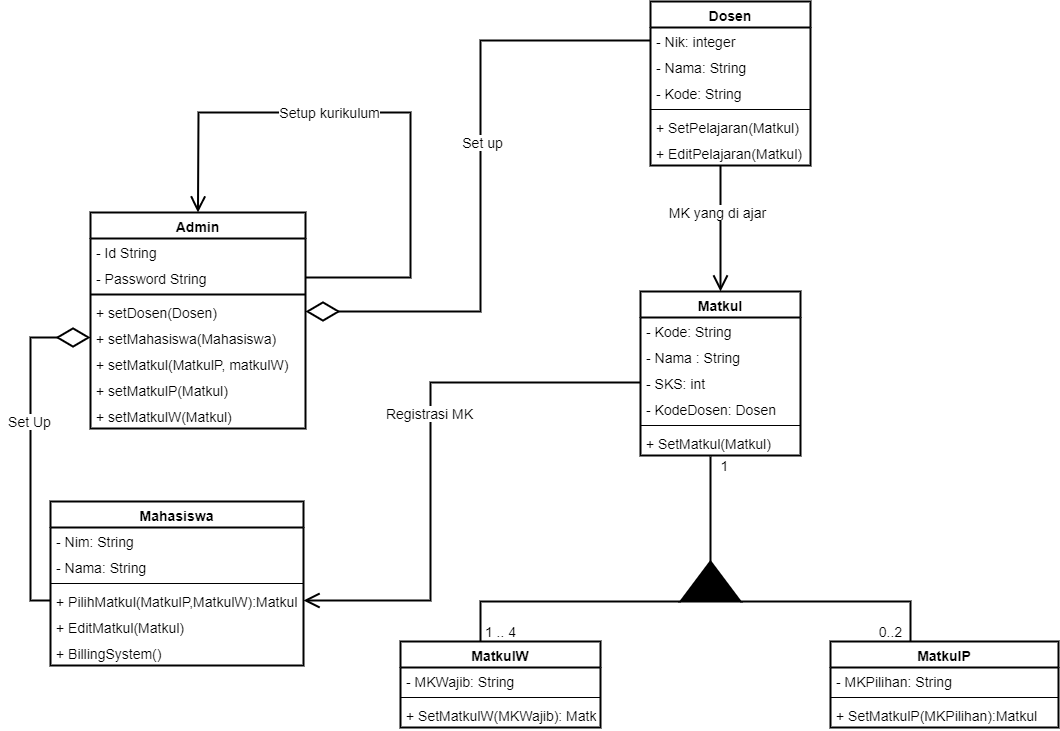 Dosen
- Nik: integer
- Nama: String
- Kode: String
+ SetPelajaran(Matkul)
+ EditPelajaran(Matkul)
Setup kurikulum
Set up
MK yang di ajar
Admin
- Id String
- Password String
+ setDosen(Dosen)
+ setMahasiswa(Mahasiswa)
+ setMatkul(MatkulP, matkulW)
+ setMatkulP(Matkul)
+ setMatkulW(Matkul)
Matkul
- Kode: String
- Nama : String
- SKS: int
- KodeDosen: Dosen
+ SetMatkul(Matkul)
Registrasi MK
Set Up
1
Mahasiswa
- Nim: String
- Nama: String
+ PilihMatkul(MatkulP,MatkulW):Matkul
+ EditMatkul(Matkul)
+ BillingSystem()
1 .. 4
0..2
MatkulW
- MKWajib: String
+ SetMatkulW(MKWajib): Matk
MatkulP
- MKPilihan: String
+ SetMatkulP(MKPilihan):Matkul